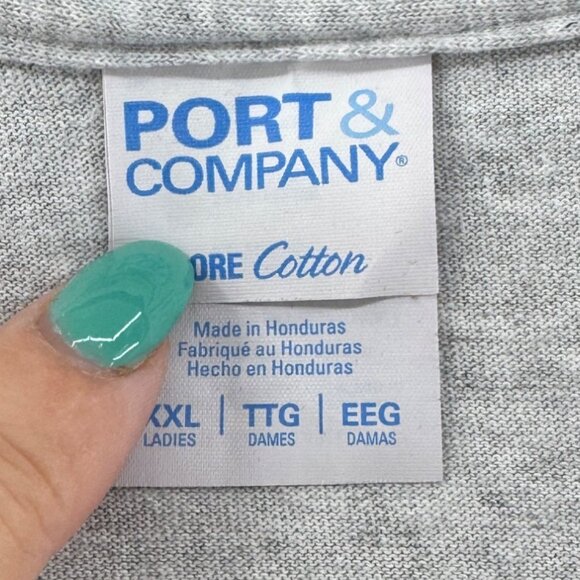 PORT &
COMPANY®
ORE Cotton
Made in Honduras
Fabriqué au Honduras
Hecho en Honduras
XXL | TTG | EEG
LADIES DAMES DAMAS